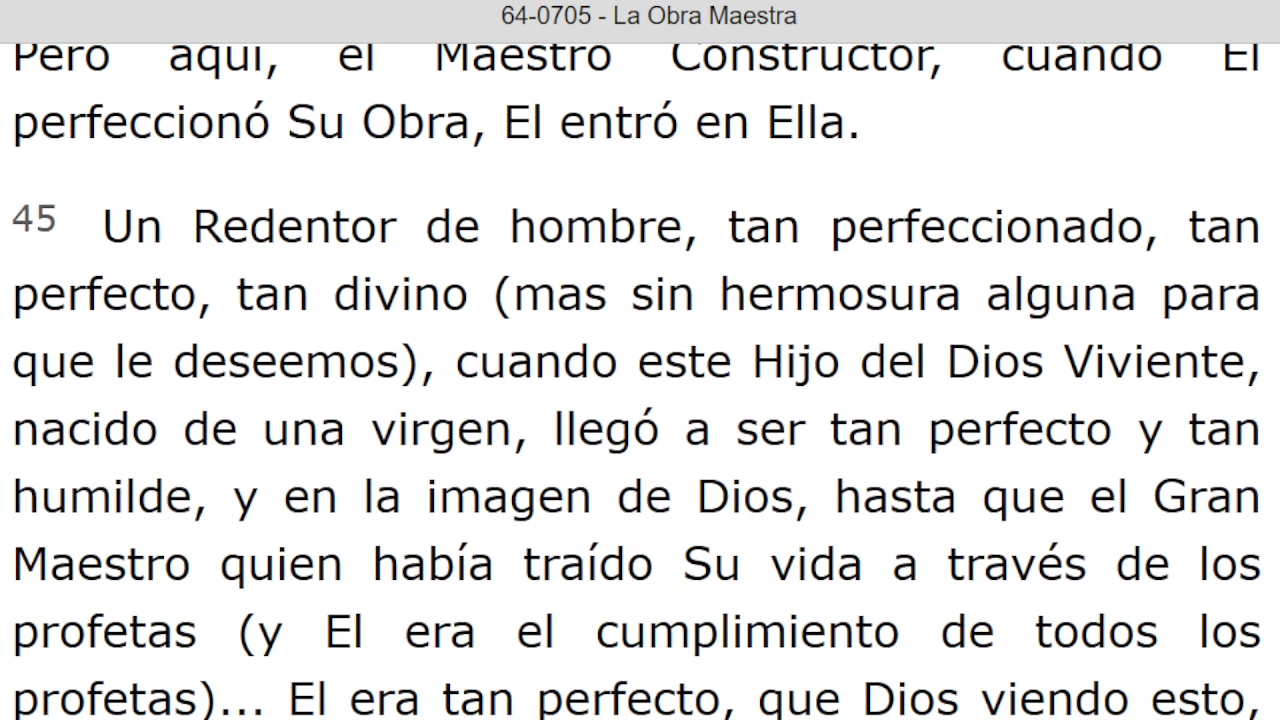 64-0705 - La Obra Maestra
Pero aquí, el Maestro Constructor, cuando El
perfeccionó Su Obra, El entró en Ella.
45 Un Redentor de hombre, tan perfeccionado, tan
perfecto, tan divino (mas sin hermosura alguna para
que le deseemos), cuando este Hijo del Dios Viviente,
nacido de una virgen, llegó a ser tan perfecto y tan
humilde, y en la imagen de Dios, hasta que el Gran
Maestro quien había traído Su vida a través de los
profetas (y El era el cumplimiento de todos los
profetas)... El era tan perfecto, que Dios viendo esto,